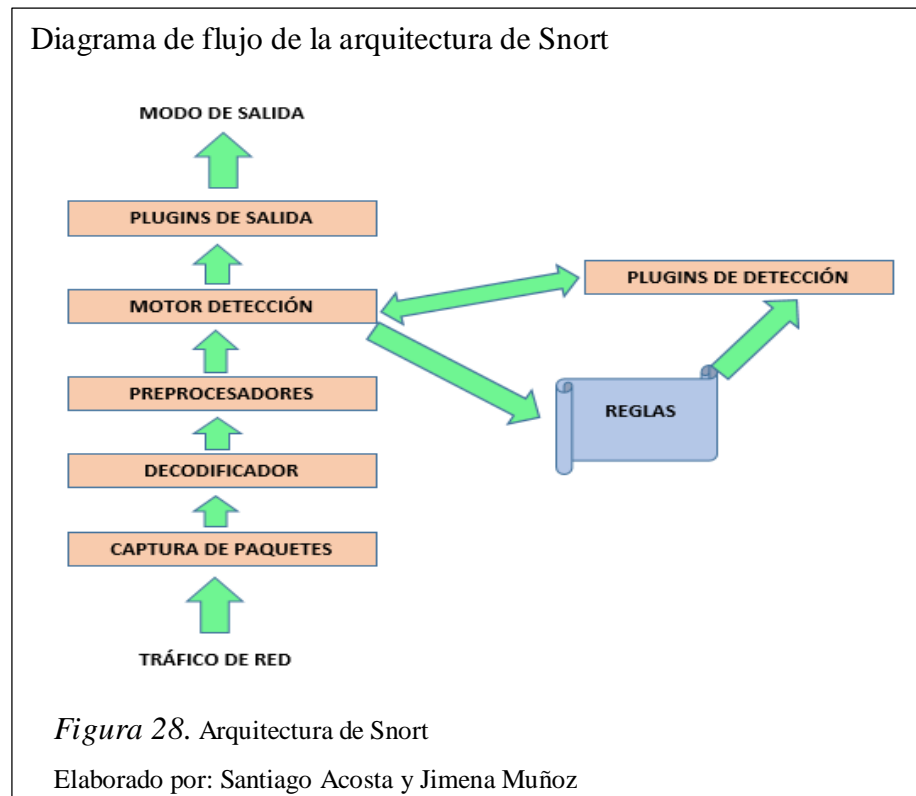 Diagrama de flujo de la arquitectura de Snort
MODO DE SALIDA
PLUGINS DE SALIDA
MOTOR DETECCIÓN
PLUGINS DE DETECCIÓN
PREPROCESADORES
REGLAS
DECODIFICADOR
CAPTURA DE PAQUETES
TRÁFICO DE RED
Figura 28. Arquitectura de Snort
Elaborado por: Santiago Acosta y Jimena Muñoz